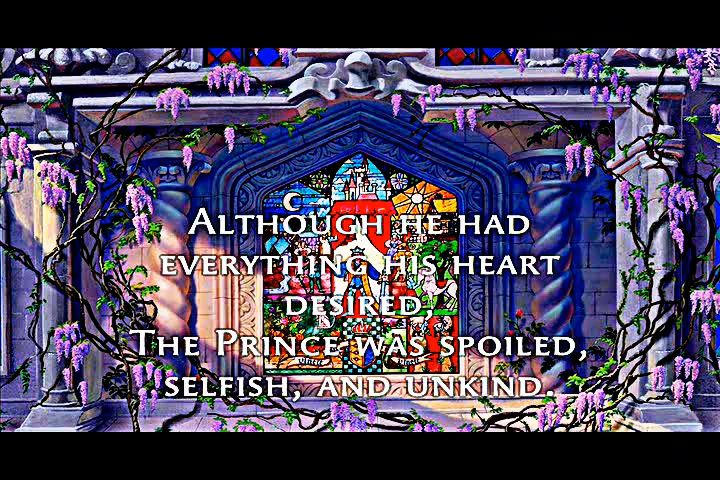 Although he had
everything his heart
desired,
The Prince was spoiled,
selfish, and unkind